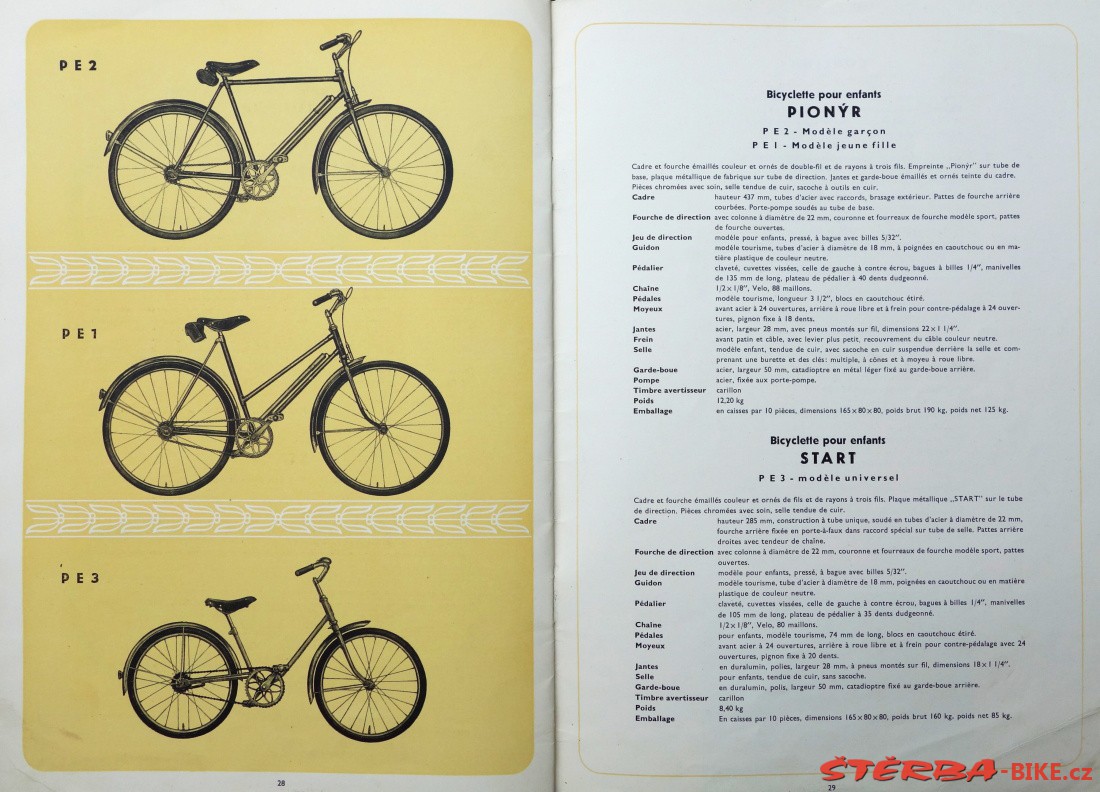 PE2
PE1
PE3
28
Bicyclette pour enfants
PIONÝR
PE2 - Modèle garçon
PE1 - Modèle jeune fille
Cadre et fourche émaillés couleur et ornés de double-fil et de rayons à trois fils. Empreinte „Pionýr" sur tube de
base, plaque métallique de fabrique sur tube de direction. Jantes et garde-boue émaillés et ornés teinte du cadre.
Pièces chromées avec soin, selle tendue de cuir, sacoche à outils en cuir.
Cadre hauteur 437 mm, tubes d'acier avec raccords, brasage extérieur. Pattes de fourche arrière
courbées. Porte-pompe soudés au tube de base.
Fourche de direction avec colonne à diamètre de 22 mm, couronne et fourreaux de fourche modèle sport, pattes
de fourche ouvertes.
Jeu de direction modèle pour enfants, pressé, à bague avec billes 5/32".
Guidon modèle tourisme, tubes d'acier à diamètre de 18 mm, à poignées en caoutchouc ou en ma-
tière plastique de couleur neutre.
Pédalier claveté, cuvettes vissées, celle de gauche à contre écrou, bagues à billes 1/4", manivelles
de 135 mm de long, plateau de pédalier à 40 dents dudgeonné.
Chaîne 1/2×1/8", Velo, 88 maillons.
Pédales modèle tourisme, longueur 3 1/2", blocs en caoutchouc étiré.
Moyeux avant acier à 24 ouvertures, arrière à roue libre et à frein pour contre-pédalage à 24 ouver-
tures, pignon fixe à 18 dents.
Jantes acier, largeur 28 mm, avec pneus montés sur fil, dimensions 22×1 1/4".
Frein avant patin et câble, avec levier plus petit, recouvrement du câble couleur neutre.
Selle modèle enfant, tendue de cuir, avec sacoche en cuir suspendue derrière la selle et com-
prenant une burette et des clés: multiple, à cônes et à moyeu à roue libre.
Garde-boue acier, largeur 50 mm, catadioptre en métal léger fixé au garde-boue arrière.
Pompe acier, fixée aux porte-pompe.
Timbre avertisseur carillon
Poids 12,20 kg
Emballage en caisses par 10 pièces, dimensions 165×80×80, poids brut 190 kg, poids net 125 kg.
Bicyclette pour enfants
START
PE3 - modèle universel
Cadre et fourche émaillés couleur et ornés de fils et de rayons à trois fils. Plaque métallique „START" sur le tube
de direction. Pièces chromées avec soin, selle tendue de cuir.
Cadre hauteur 285 mm, construction à tube unique, soudé en tubes d'acier à diamètre de 22 mm,
fourche arrière fixée en porte-à-faux dans raccord spécial sur tube de selle. Pattes arrière
droites avec tendeur de chaîne.
Fourche de direction avec colonne à diamètre de 22 mm, couronne et fourreaux de fourche modèle sport, pattes
ouvertes.
Jeu de direction modèle pour enfants, pressé, à bague avec billes 5/32".
Guidon modèle tourisme, tube d'acier à diamètre de 18 mm, poignées en caoutchouc ou en matière
plastique de couleur neutre.
Pédalier claveté, cuvettes vissées, celle de gauche à contre écrou, bagues à billes 1/4", manivelles
de 105 mm de long, plateau de pédalier à 35 dents dudgeonné.
Chaîne 1/2×1/8", Velo, 80 maillons.
Pédales pour enfants, modèle tourisme, 74 mm de long, blocs en caoutchouc étiré.
Moyeux avant acier à 24 ouvertures, arrière à roue libre et à frein pour contre-pédalage avec 24
ouvertures, pignon fixe à 20 dents.
Jantes en duralumin, polies, largeur 28 mm, à pneus montés sur fil, dimensions 18×1 1/4".
Selle pour enfants, tendue de cuir, sans sacoche.
Garde-boue en duralumin, polis, largeur 50 mm, catadioptre fixé au garde-boue arrière.
Timbre avertisseur carillon
Poids 8,40 kg
Emballage En caisses par 10 pièces, dimensions 165×80×80, poids brut 160 kg, poids net 85 kg.
29
ŠTĚRBA-BIKE.cz